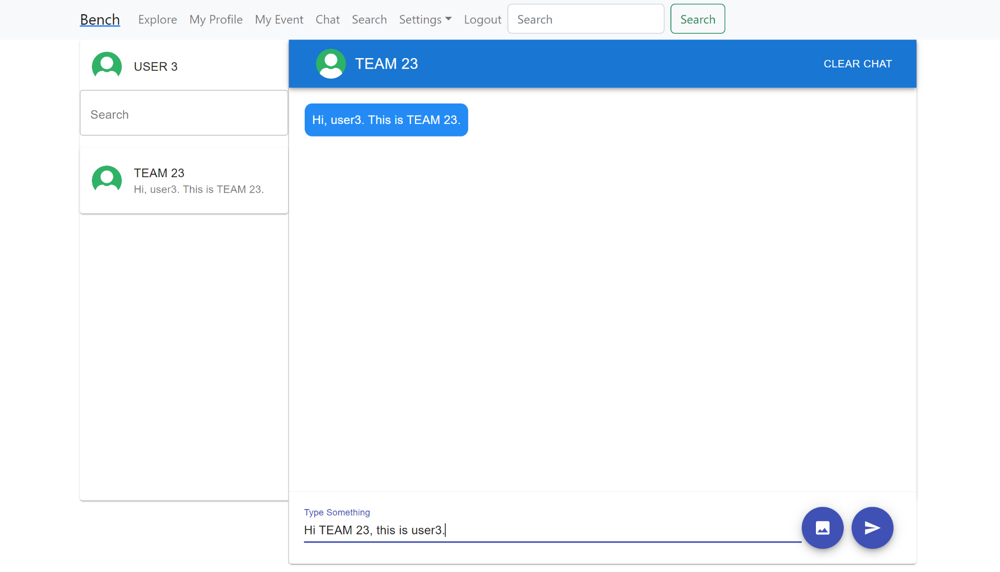 Bench Explore My Profile My Event Chat Search Settings Logout Search Search
USER 3
Search
TEAM 23
Hi, user3. This is TEAM 23.
TEAM 23 CLEAR CHAT
Hi, user3. This is TEAM 23.
Type Something
Hi TEAM 23, this is user3.